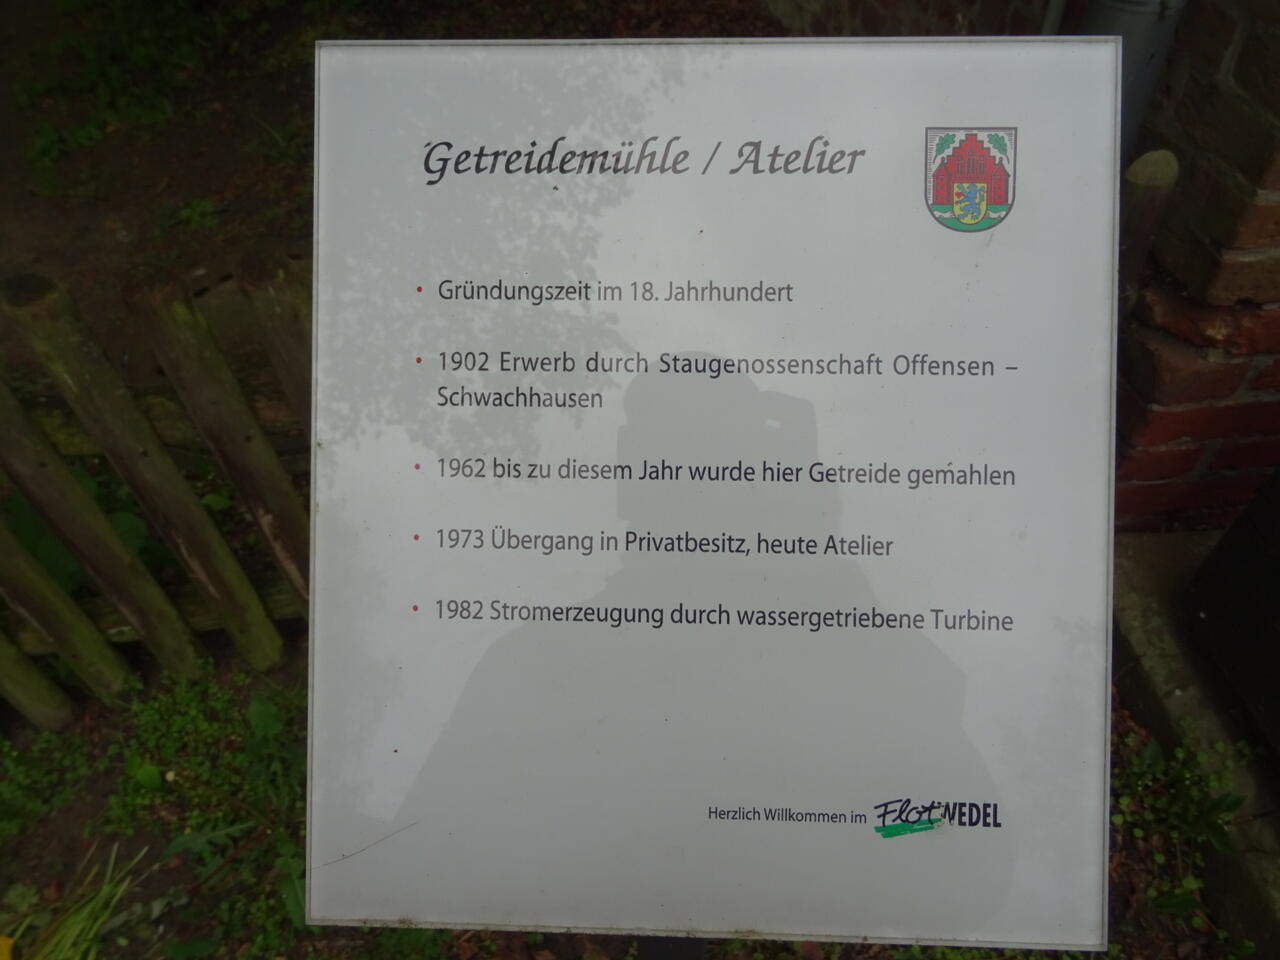 Getreidemühle / Atelier
• Gründungszeit im 18. Jahrhundert
• 1902 Erwerb durch Staugenossenschaft Offensen –
Schwachhausen
• 1962 bis zu diesem Jahr wurde hier Getreide gemahlen
• 1973 Übergang in Privatbesitz, heute Atelier
• 1982 Stromerzeugung durch wassergetriebene Turbine
Herzlich Willkommen im FlotWEDEL